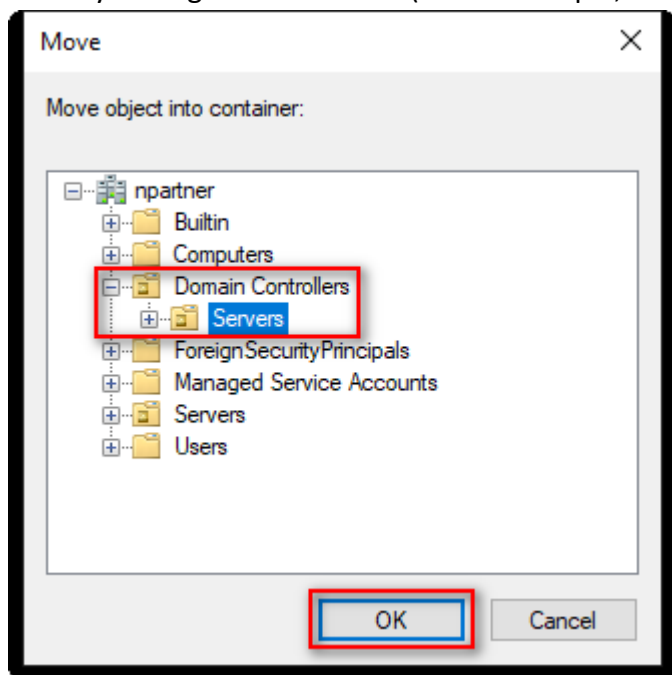 Move
Move object into container:
npartner
Builtin
Computers
Domain Controllers
Servers
ForeignSecurityPrincipals
Managed Service Accounts
Servers
Users
OK Cancel